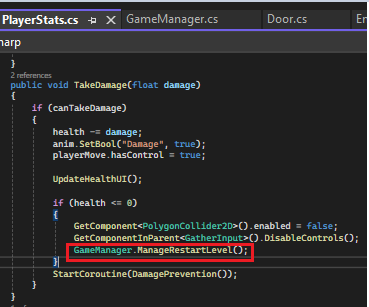 PlayerStats.cs
GameManager.cs
Door.cs
harp
}
2 references
public void TakeDamage(float damage)
{
if (canTakeDamage)
{
health -= damage;
anim.SetBool("Damage", true);
playerMove.hasControl = true;
UpdateHealthUI();
if (health <= 0)
{
GetComponent<PolygonCollider2D>().enabled = false;
GetComponentInParent<GatherInput>().DisableControls();
GameManager.ManageRestartLevel();
}
StartCoroutine(DamagePrevention());
}
}